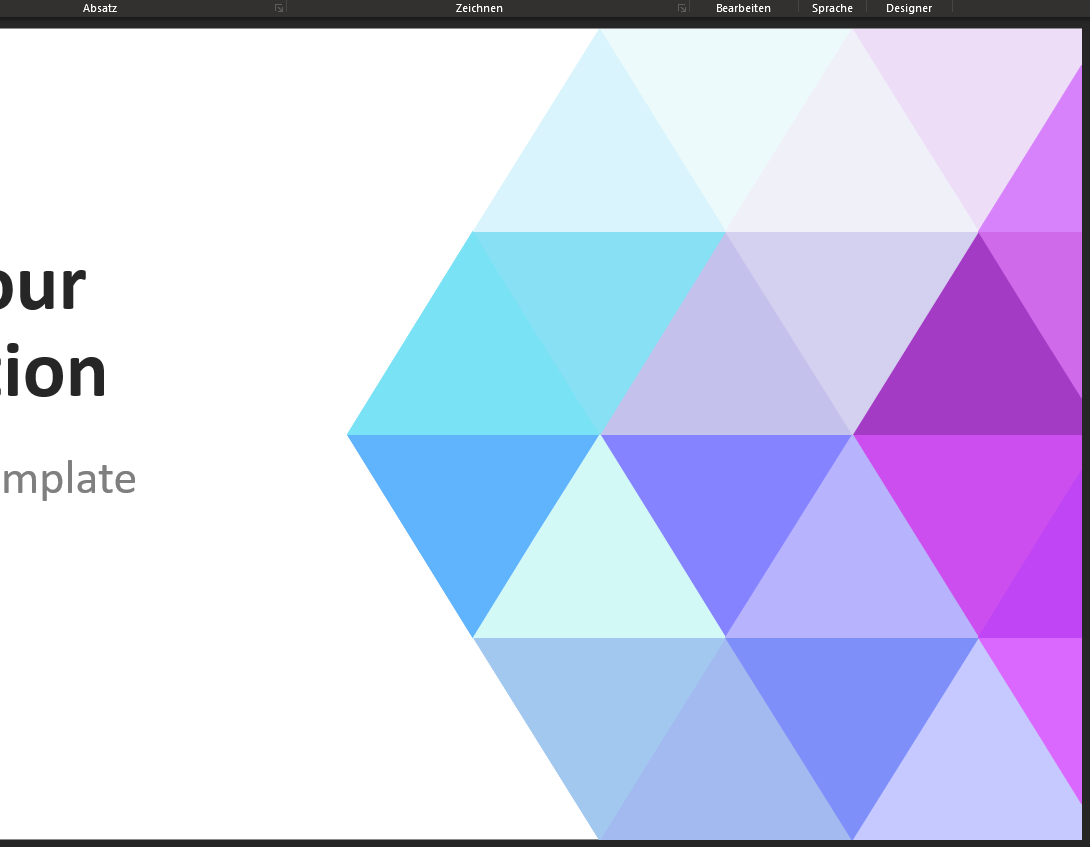 Absatz Zeichnen Bearbeiten Sprache Designer
our
tion
mplate